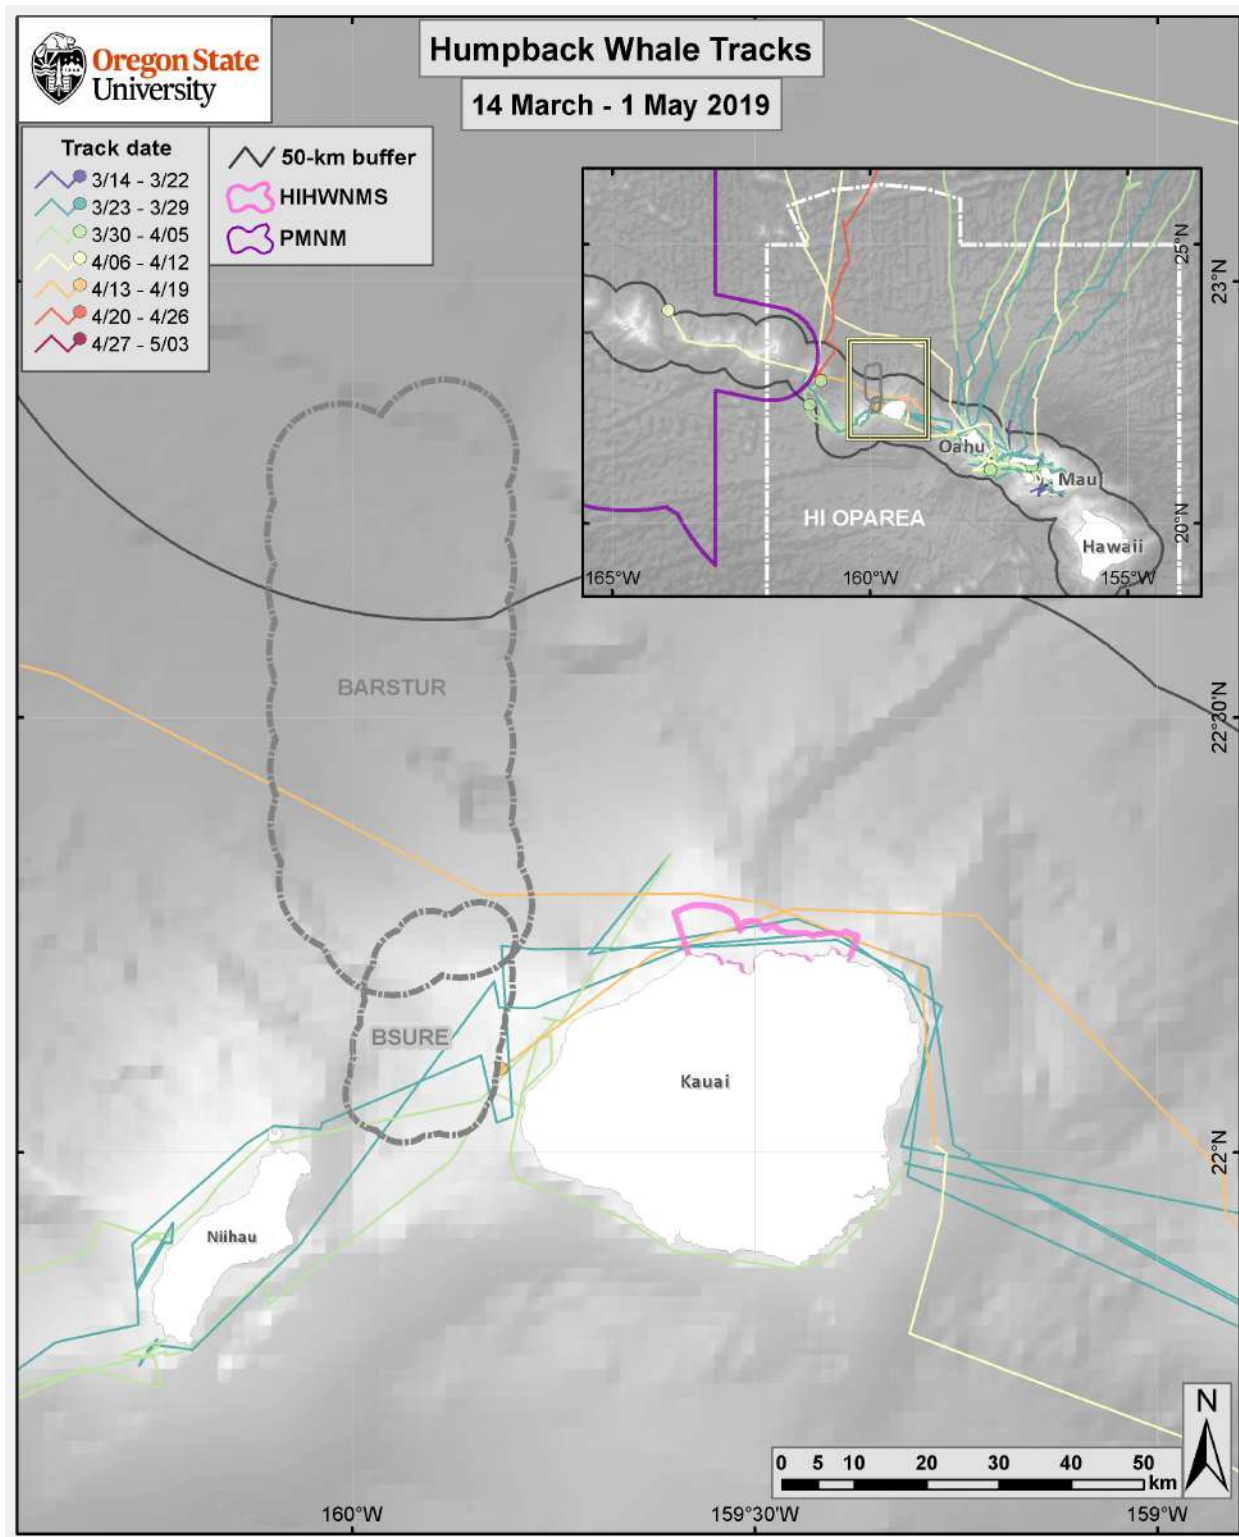 Oregon State
University
Humpback Whale Tracks
14 March - 1 May 2019
Track date
3/14 - 3/22
3/23 - 3/29
3/30 - 4/05
4/06 - 4/12
4/13 - 4/19
4/20 - 4/26
4/27 - 5/03
50-km buffer
HIHWNMS
PMNM
25°N
20°N
165°W
160°W
155°W
Oahu
Maui
HI OPAREA
Hawaii
23°N
22°30'N
22°N
BARSTUR
BSURE
Kauai
Niihau
N
0 5 10 20 30 40 50
km
160°W
159°30'W
159°W